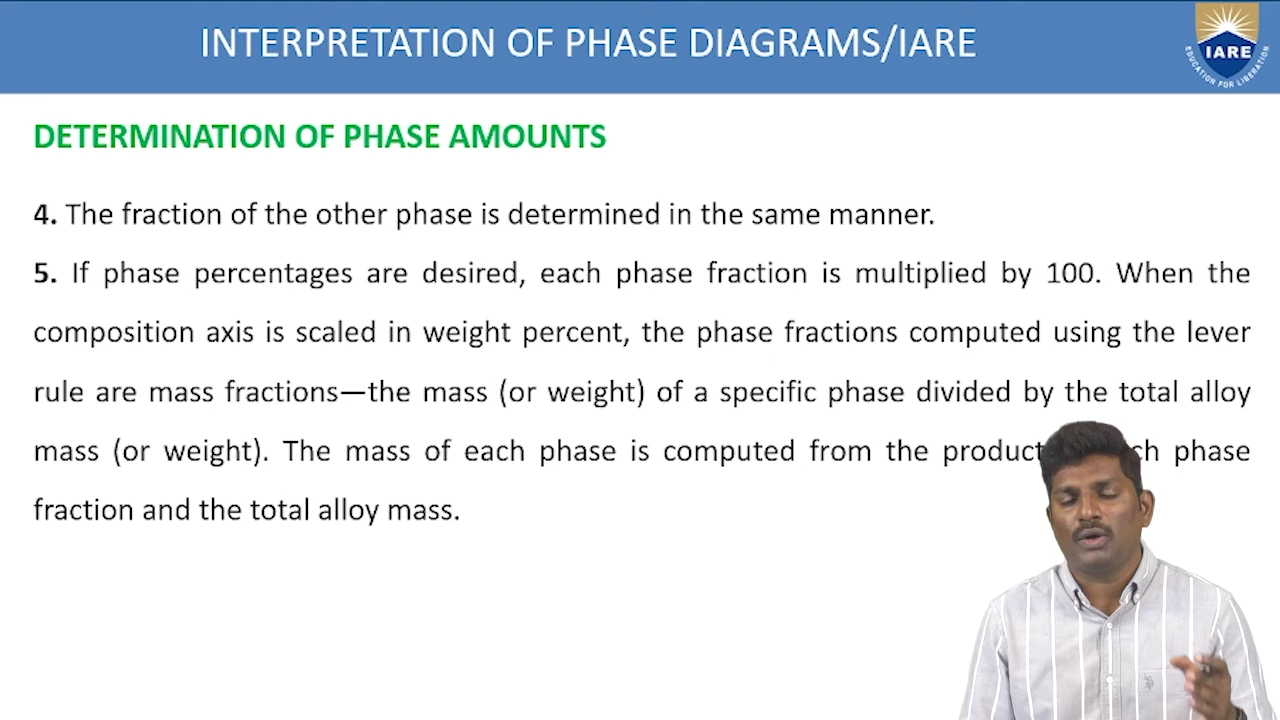 INTERPRETATION OF PHASE DIAGRAMS/IARE
IARE
EDUCATION FOR LIBERATION
DETERMINATION OF PHASE AMOUNTS
4. The fraction of the other phase is determined in the same manner.
5. If phase percentages are desired, each phase fraction is multiplied by 100. When the
composition axis is scaled in weight percent, the phase fractions computed using the lever
rule are mass fractions—the mass (or weight) of a specific phase divided by the total alloy
mass (or weight). The mass of each phase is computed from the product phase
fraction and the total alloy mass.